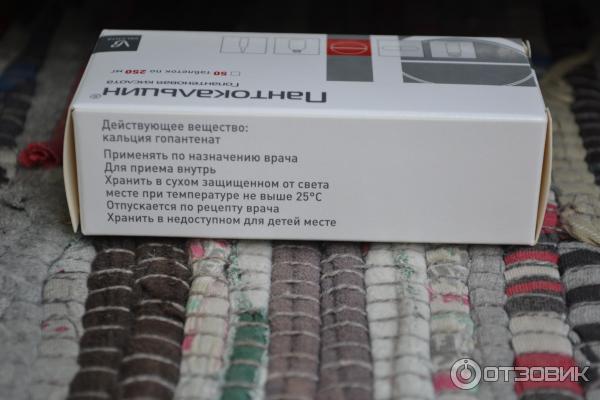 VALENTA
50 таблеток по 250 мг
Гопантеновая кислота
Пантокальцин®
Действующее вещество:
кальция гопантенат
Применять по назначению врача
Для приема внутрь
Хранить в сухом защищенном от света
месте при температуре не выше 25°С
Отпускается по рецепту врача
Хранить в недоступном для детей месте
ОТЗОВИК